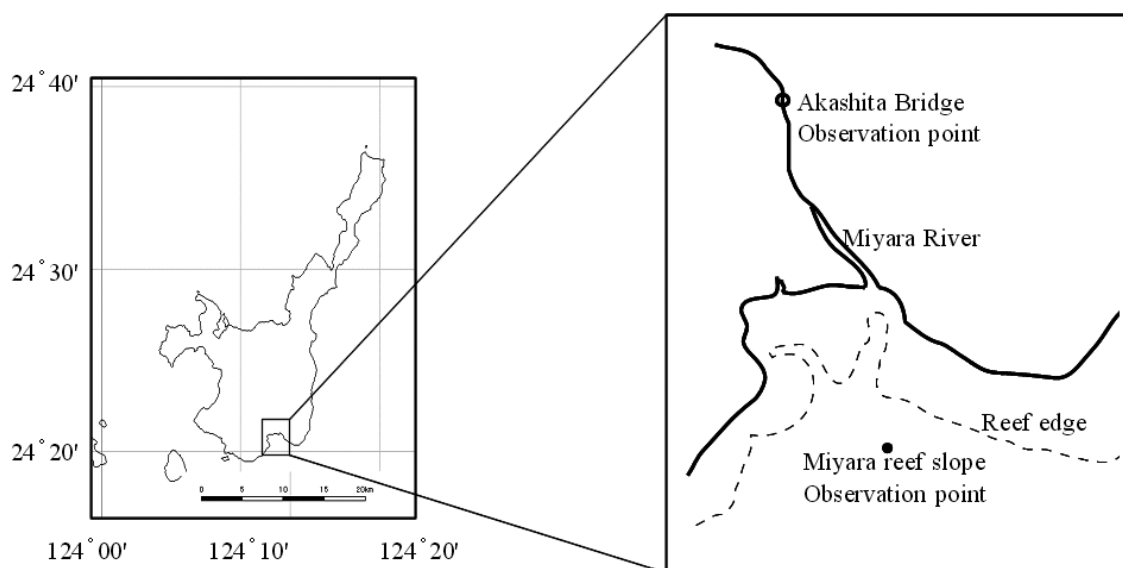 24°40'
24°30'
24°20'
0 5 10 15 20km
124°00' 124°10' 124°20'
Akashita Bridge
Observation point
Miyara River
Reef edge
Miyara reef slope
Observation point